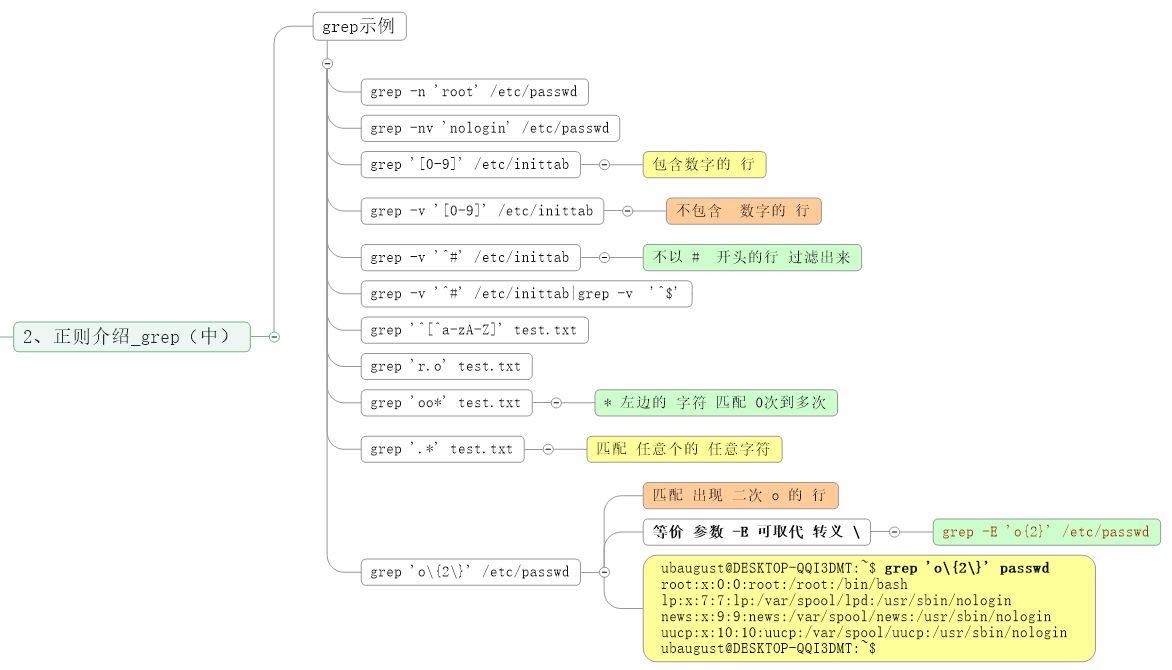 grep示例
grep -n 'root' /etc/passwd
grep -nv 'nologin' /etc/passwd
grep '[0-9]' /etc/inittab
包含数字的 行
grep -v '[0-9]' /etc/inittab
不包含  数字的 行
grep -v '^#' /etc/inittab
不以 #  开头的行 过滤出来
grep -v '^#' /etc/inittab|grep -v  '^$'
2、正则介绍_grep（中）
grep '^[^a-zA-Z]' test.txt
grep 'r.o' test.txt
grep 'oo*' test.txt
* 左边的 字符 匹配 0次到多次
grep '.*' test.txt
匹配 任意个的 任意字符
grep 'o\{2\}' /etc/passwd
匹配 出现 二次 o 的 行
等价 参数 -E 可取代 转义 \
grep -E 'o{2}' /etc/passwd
ubaugust@DESKTOP-QQI3DMT:~$ grep 'o\{2\}' passwd
root:x:0:0:root:/root:/bin/bash
lp:x:7:7:lp:/var/spool/lpd:/usr/sbin/nologin
news:x:9:9:news:/var/spool/news:/usr/sbin/nologin
uucp:x:10:10:uucp:/var/spool/uucp:/usr/sbin/nologin
ubaugust@DESKTOP-QQI3DMT:~$